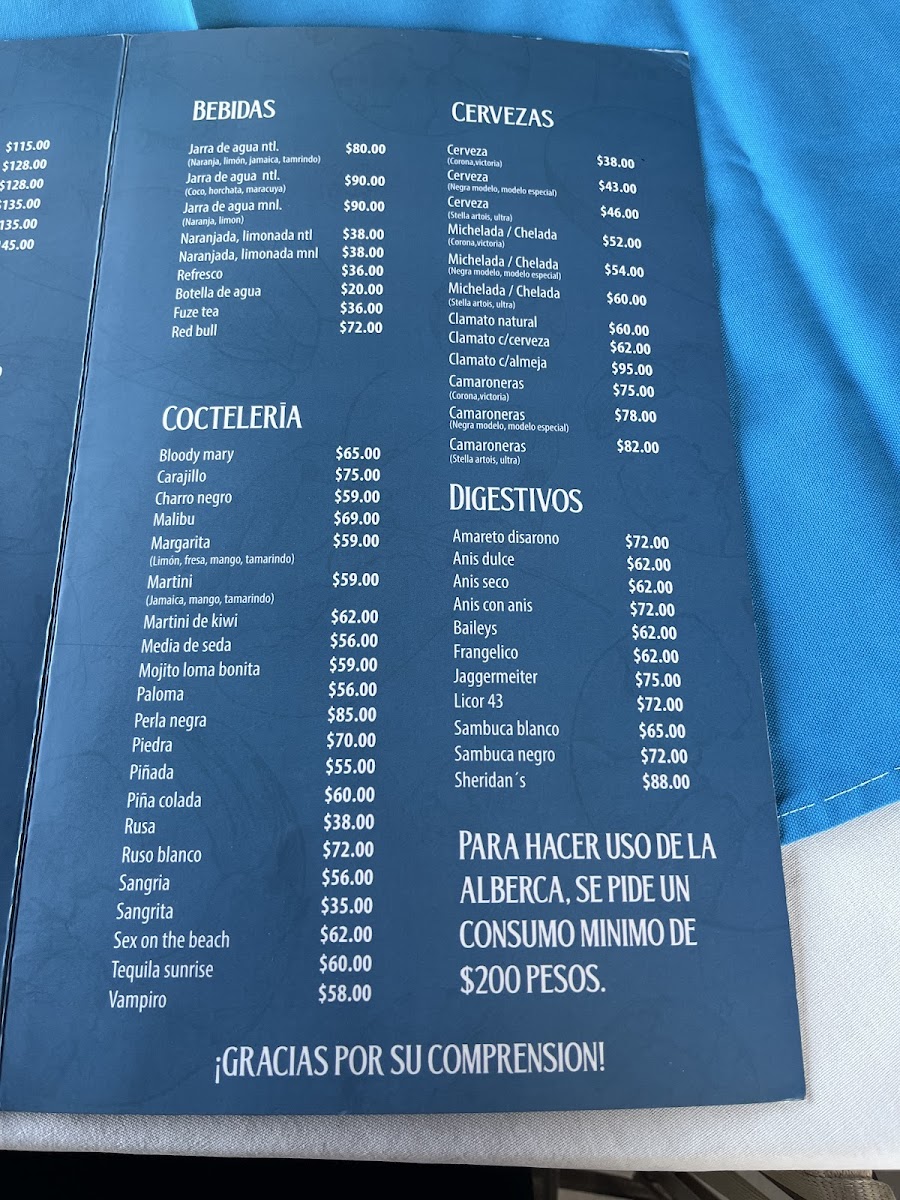 $115.00
$128.00
$128.00
$135.00
135.00
45.00
BEBIDAS
Jarra de agua ntl. $80.00
(Naranja, limón, jamaica, tamrindo)
Jarra de agua ntl. $90.00
(Coco, horchata, maracuya)
Jarra de agua mnl. $90.00
(Naranja, limon)
Naranjada, limonada ntl $38.00
Naranjada, limonada mnl $38.00
Refresco $36.00
Botella de agua $20.00
Fuze tea $36.00
Red bull $72.00
COCTELERÍA
Bloody mary $65.00
Carajillo $75.00
Charro negro $59.00
Malibu $69.00
Margarita $59.00
(Limón, fresa, mango, tamarindo)
Martini $59.00
(Jamaica, mango, tamarindo)
Martini de kiwi $62.00
Media de seda $56.00
Mojito loma bonita $59.00
Paloma $56.00
Perla negra $85.00
Piedra $70.00
Piñada $55.00
Piña colada $60.00
Rusa $38.00
Ruso blanco $72.00
Sangria $56.00
Sangrita $35.00
Sex on the beach $62.00
Tequila sunrise $60.00
Vampiro $58.00
CERVEZAS
Cerveza $38.00
(Corona,victoria)
Cerveza $43.00
(Negra modelo, modelo especial)
Cerveza $46.00
(Stella artois, ultra)
Michelada / Chelada $52.00
(Corona,victoria)
Michelada / Chelada $54.00
(Negra modelo, modelo especial)
Michelada / Chelada $60.00
(Stella artois, ultra)
Clamato natural $60.00
Clamato c/cerveza $62.00
Clamato c/almeja $95.00
Camaroneras $75.00
(Corona,victoria)
Camaroneras $78.00
(Negra modelo, modelo especial)
Camaroneras $82.00
(Stella artois, ultra)
DIGESTIVOS
Amareto disarono $72.00
Anis dulce $62.00
Anis seco $62.00
Anis con anis $72.00
Baileys $62.00
Frangelico $62.00
Jaggermeiter $75.00
Licor 43 $72.00
Sambuca blanco $65.00
Sambuca negro $72.00
Sheridan´s $88.00
PARA HACER USO DE LA
ALBERCA, SE PIDE UN
CONSUMO MINIMO DE
$200 PESOS.
¡GRACIAS POR SU COMPRENSION!